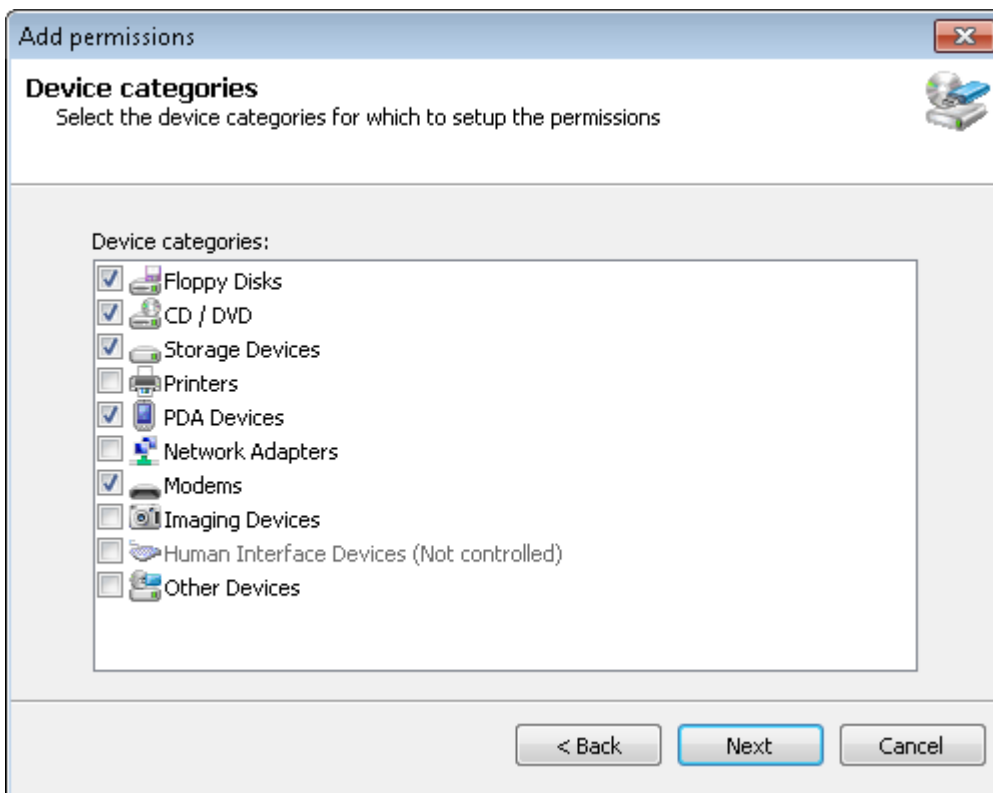 Add permissions
Device categories
Select the device categories for which to setup the permissions
Device categories:
Floppy Disks
CD / DVD
Storage Devices
Printers
PDA Devices
Network Adapters
Modems
Imaging Devices
Human Interface Devices (Not controlled)
Other Devices
< Back Next Cancel